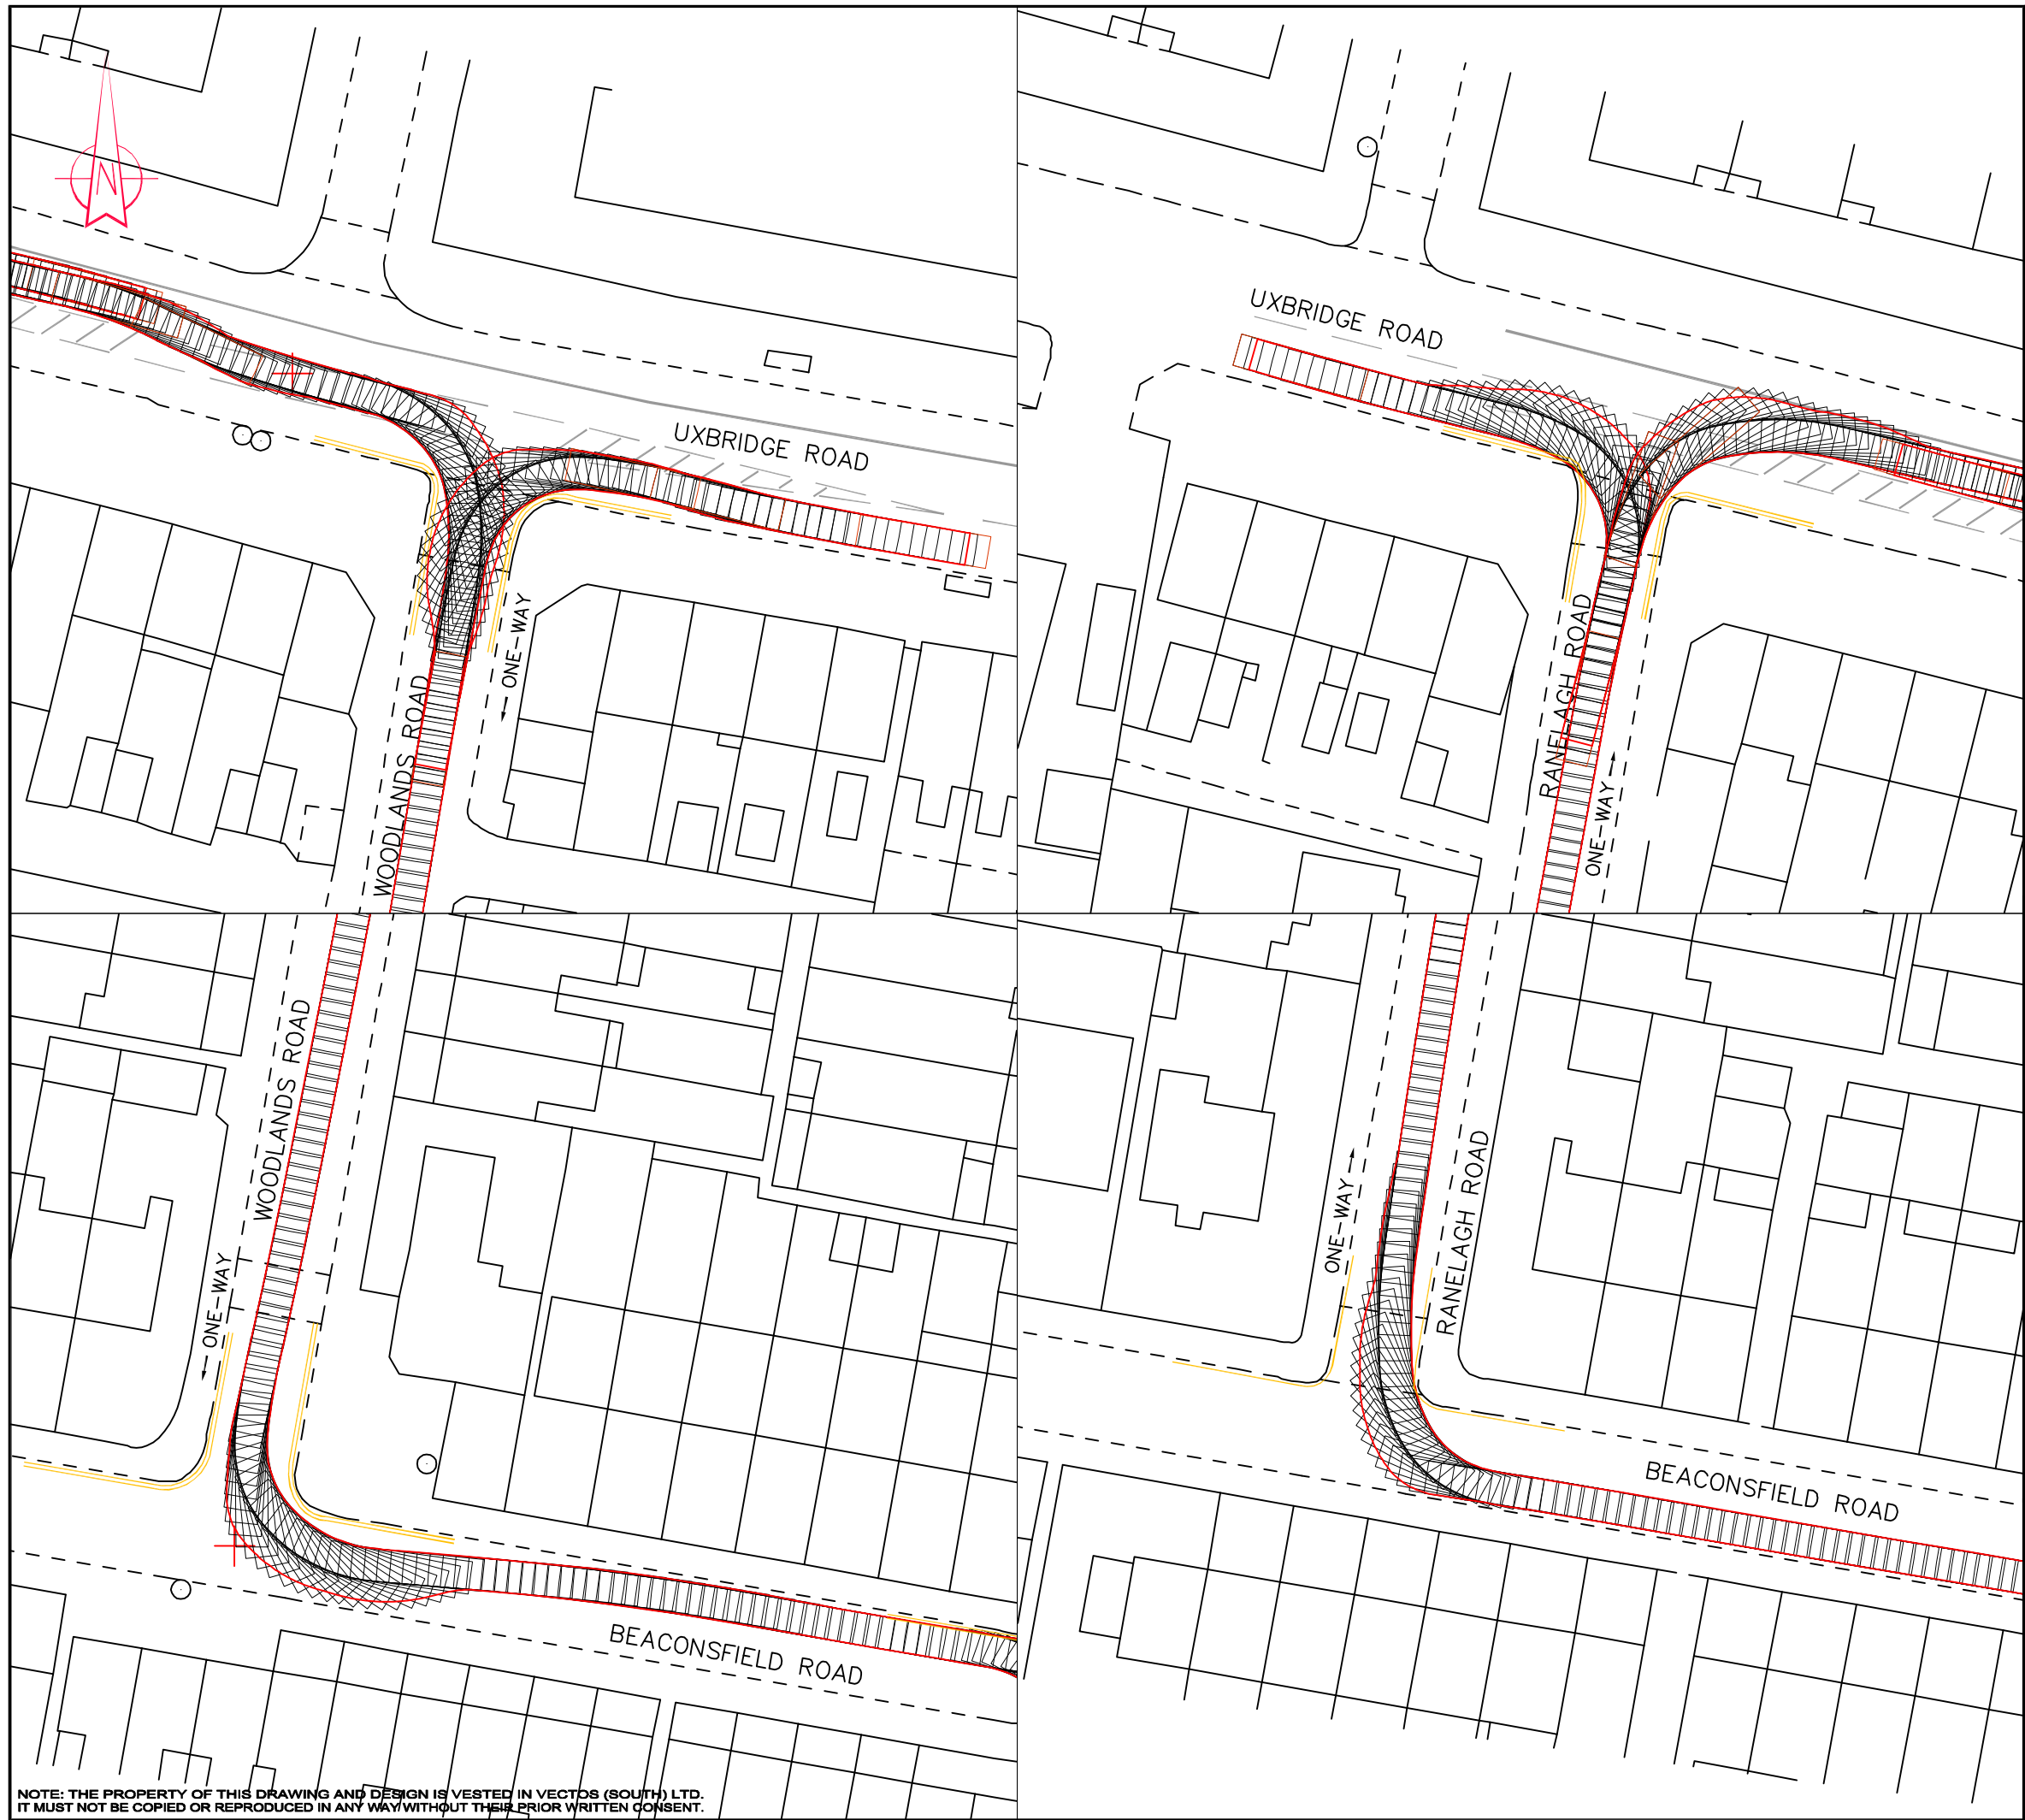 N
UXBRIDGE ROAD
ONE-WAY
WOODLANDS ROAD
UXBRIDGE ROAD
RANELAGH ROAD
ONE-WAY
WOODLANDS ROAD
ONE-WAY
BEACONSFIELD ROAD
ONE-WAY
RANELAGH ROAD
BEACONSFIELD ROAD
NOTE: THE PROPERTY OF THIS DRAWING AND DESIGN IS VESTED IN VECTOS (SOUTH) LTD.
IT MUST NOT BE COPIED OR REPRODUCED IN ANY WAY WITHOUT THEIR PRIOR WRITTEN CONSENT.